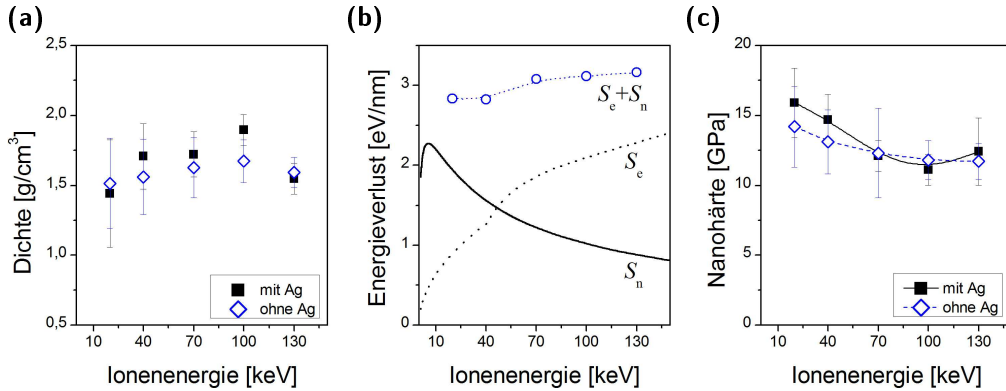 (a)
2,5
2,0
1,5
1,0
0,5
Dichte [g/cm³]
mit Ag
ohne Ag
10 40 70 100 130
Ionenenergie [keV]
(b)
3
2
1
0
Energieverlust [eV/nm]
Se+Sn
Se
Sn
10 40 70 100 130
Ionenenergie [keV]
(c)
20
15
10
5
0
Nanohärte [GPa]
mit Ag
ohne Ag
10 40 70 100 130
Ionenenergie [keV]